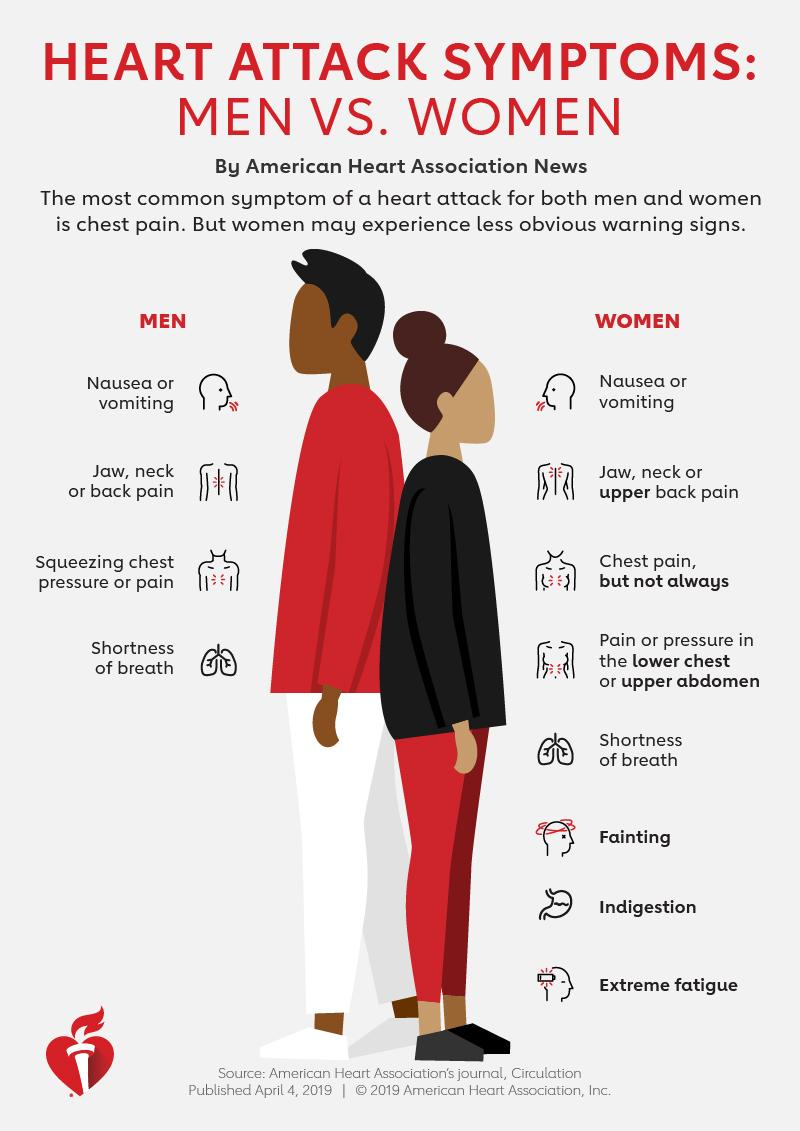 HEART ATTACK SYMPTOMS:
MEN VS. WOMEN
By American Heart Association News
The most common symptom of a heart attack for both men and women
is chest pain. But women may experience less obvious warning signs.
MEN
Nausea or
vomiting
Jaw, neck
or back pain
Squeezing chest
pressure or pain
Shortness
of breath
WOMEN
Nausea or
vomiting
Jaw, neck or
upper back pain
Chest pain,
but not always
Pain or pressure in
the lower chest
or upper abdomen
Shortness
of breath
Fainting
Indigestion
Extreme fatigue
Source: American Heart Association's journal, Circulation
Published April 4, 2019 | © 2019 American Heart Association, Inc.